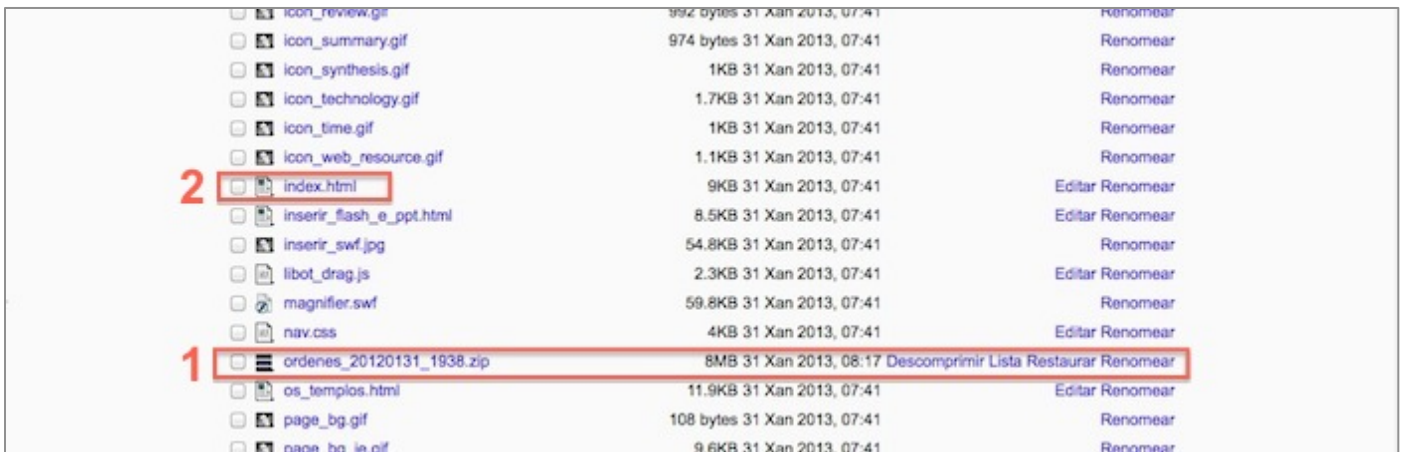 icon_review.gif 992 bytes 31 Xan 2013, 07:41 Renomear
icon_summary.gif 974 bytes 31 Xan 2013, 07:41 Renomear
icon_synthesis.gif 1KB 31 Xan 2013, 07:41 Renomear
icon_technology.gif 1.7KB 31 Xan 2013, 07:41 Renomear
icon_time.gif 1KB 31 Xan 2013, 07:41 Renomear
icon_web_resource.gif 1.1KB 31 Xan 2013, 07:41 Renomear
2 index.html 9KB 31 Xan 2013, 07:41 Editar Renomear
inserir_flash_e_ppt.html 8.5KB 31 Xan 2013, 07:41 Editar Renomear
inserir_swf.jpg 54.8KB 31 Xan 2013, 07:41 Renomear
libot_drag.js 2.3KB 31 Xan 2013, 07:41 Editar Renomear
magnifier.swf 59.8KB 31 Xan 2013, 07:41 Renomear
nav.css 4KB 31 Xan 2013, 07:41 Editar Renomear
1 ordenes_20120131_1938.zip 8MB 31 Xan 2013, 08:17 Descomprimir Lista Restaurar Renomear
os_templos.html 11.9KB 31 Xan 2013, 07:41 Editar Renomear
page_bg.gif 108 bytes 31 Xan 2013, 07:41 Renomear
page_bg_ie.gif 9.6KB 31 Xan 2013, 07:41 Renomear